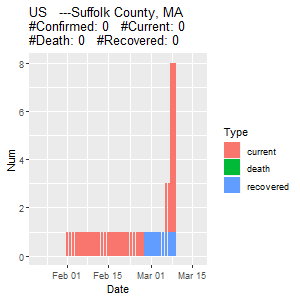 US   ---Suffolk County, MA
#Confirmed: 0   #Current: 0
#Death: 0   #Recovered: 0
8
6
4
2
0
Num
Feb 01
Feb 15
Mar 01
Mar 15
Date
Type
current
death
recovered